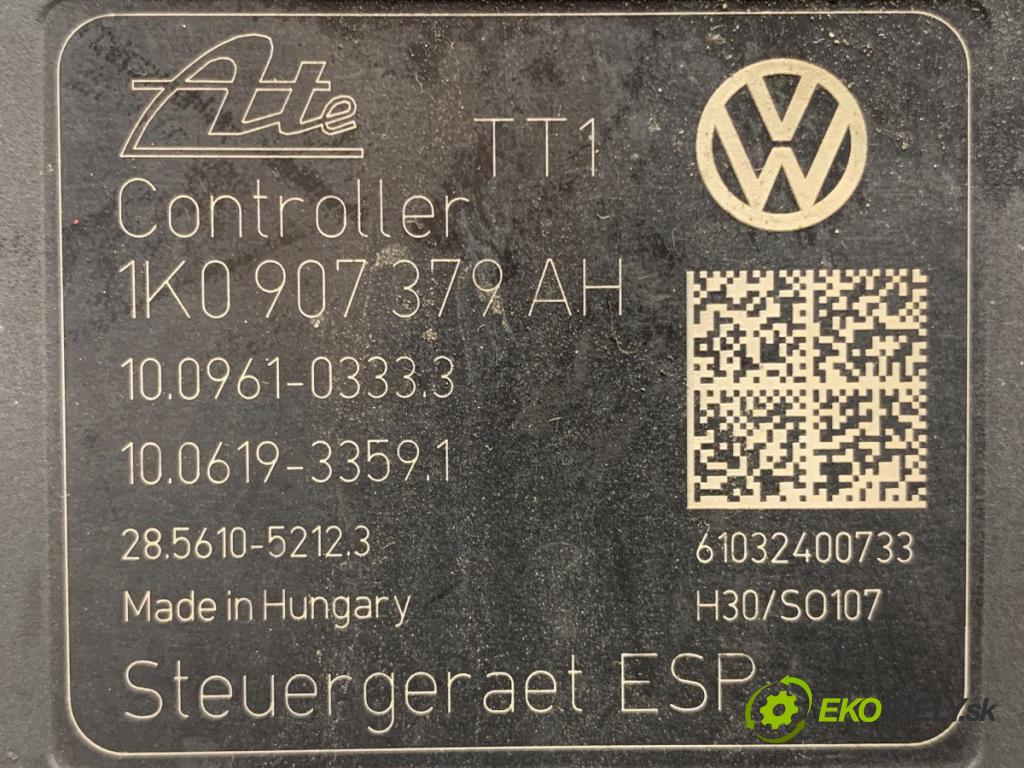 Ate
TT1
Controller
1K0 907 379 AH
10.0961-0333.3
10.0619-3359.1
28.5610-5212.3
61032400733
Made in Hungary
H30/SO107
Steuergeraet ESP